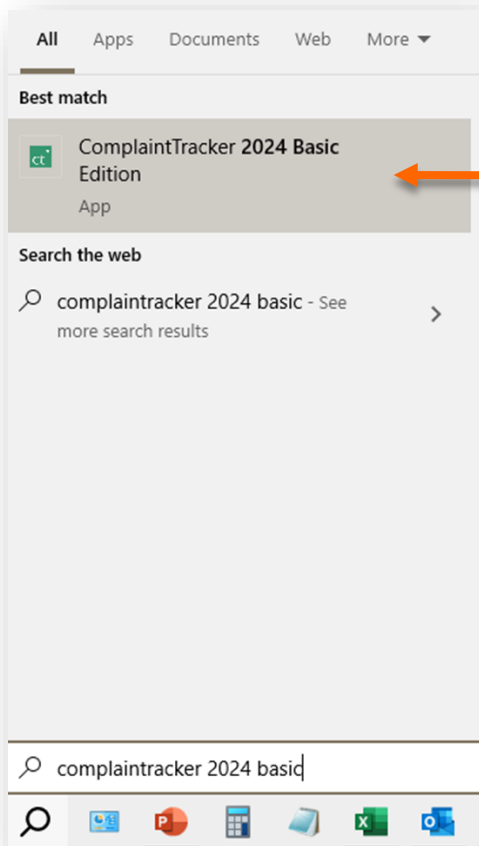 All Apps Documents Web More
Best match
ct
ComplaintTracker 2024 Basic
Edition
App
Search the web
complaintracker 2024 basic - See
more search results
complaintracker 2024 basic
P
X
O